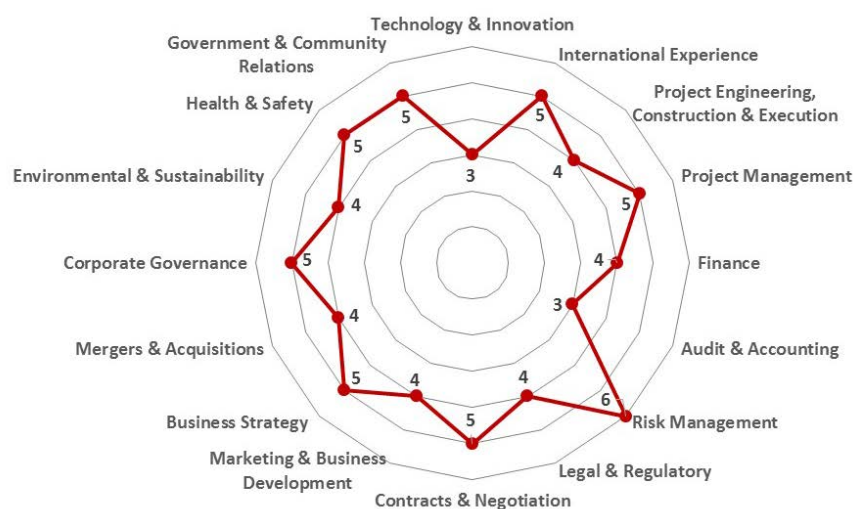 Technology & Innovation
International Experience
Project Engineering,
Construction & Execution
Project Management
Finance
Audit & Accounting
Risk Management
Legal & Regulatory
Contracts & Negotiation
Marketing & Business
Development
Business Strategy
Mergers & Acquisitions
Corporate Governance
Environmental & Sustainability
Health & Safety
Government & Community
Relations
3
5
4
5
4
3
6
4
5
4
5
4
5
4
5
5